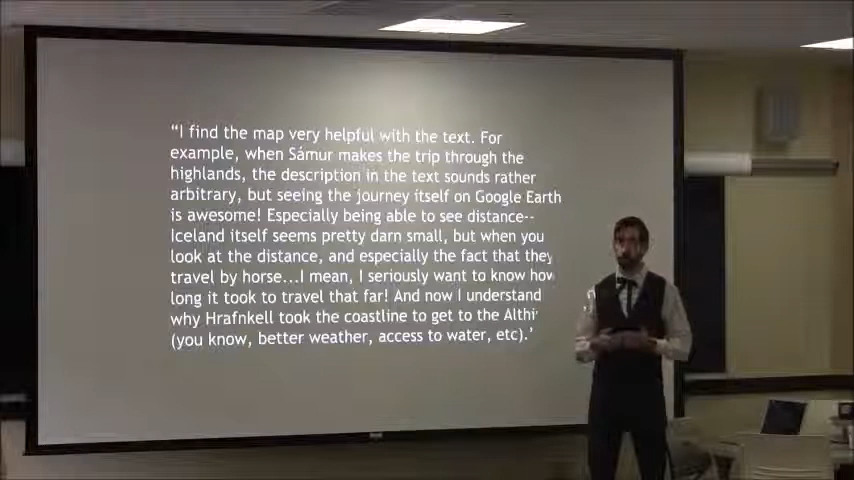 “I find the map very helpful with the text. For
example, when Sámur makes the trip through the
highlands, the description in the text sounds rather
arbitrary, but seeing the journey itself on Google Earth
is awesome! Especially being able to see distance--
Iceland itself seems pretty darn small, but when you
look at the distance, and especially the fact that they
travel by horse...I mean, I seriously want to know how
long it took to travel that far! And now I understand
why Hrafnkell took the coastline to get to the Althi
(you know, better weather, access to water, etc).’